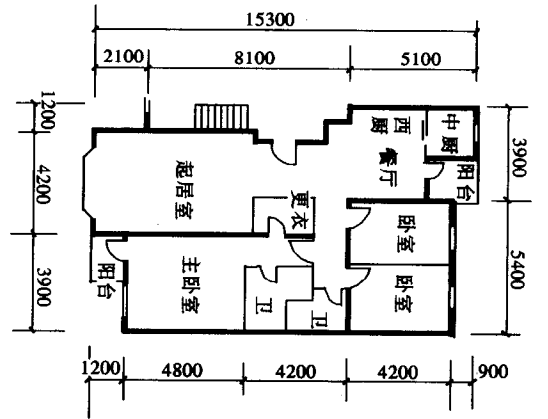 15300
2100
8100
5100
1200
4200
3900
3900
5400
西厨
中厨
餐厅
阳台
起居室
更衣
卧室
主卧室
卧室
阳台
卫
卫
1200
4800
4200
4200
900